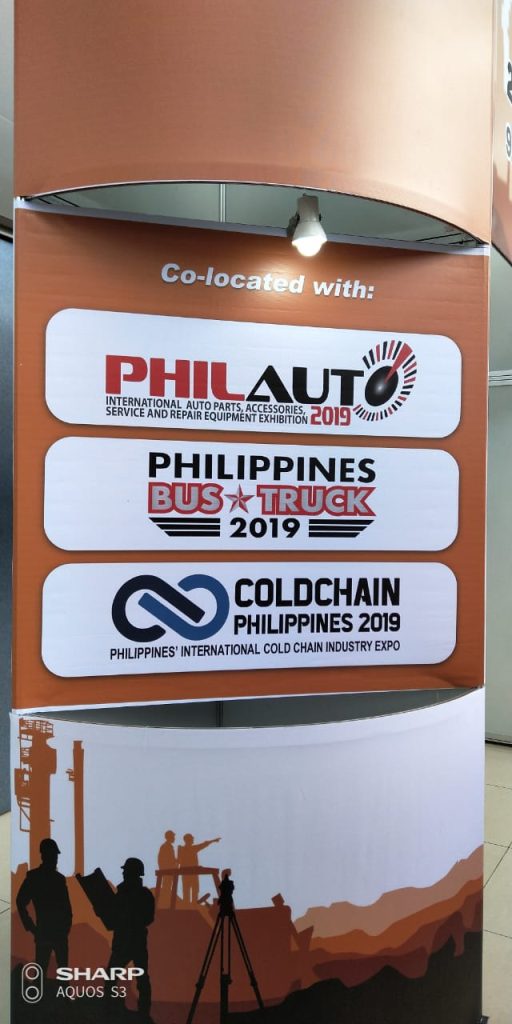 Co-located with:
PHILAUTO
INTERNATIONAL AUTO PARTS, ACCESSORIES,
SERVICE AND REPAIR EQUIPMENT EXHIBITION 2019
PHILIPPINES
BUS TRUCK
2019
COLDCHAIN
PHILIPPINES 2019
PHILIPPINES' INTERNATIONAL COLD CHAIN INDUSTRY EXPO
SHARP
AQUOS S3